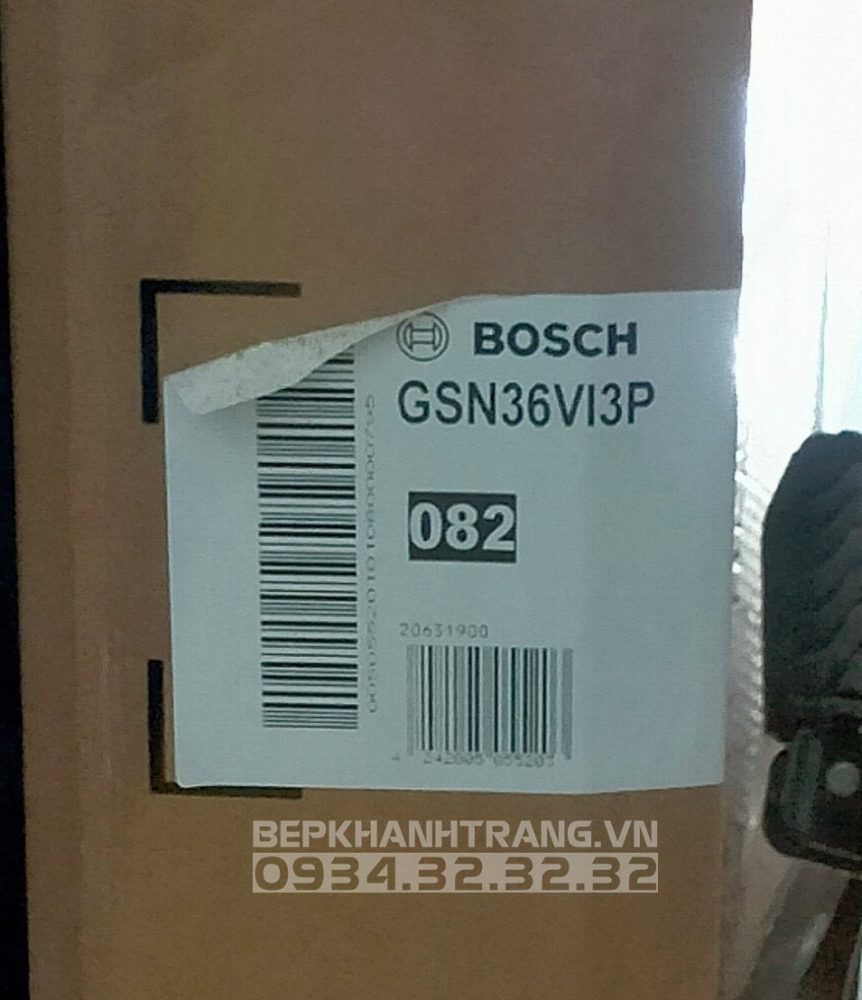 BOSCH
GSN36VI3P
082
20631900
4 242005 055203
BEPKHANHTRANG.VN
0934.32.32.32